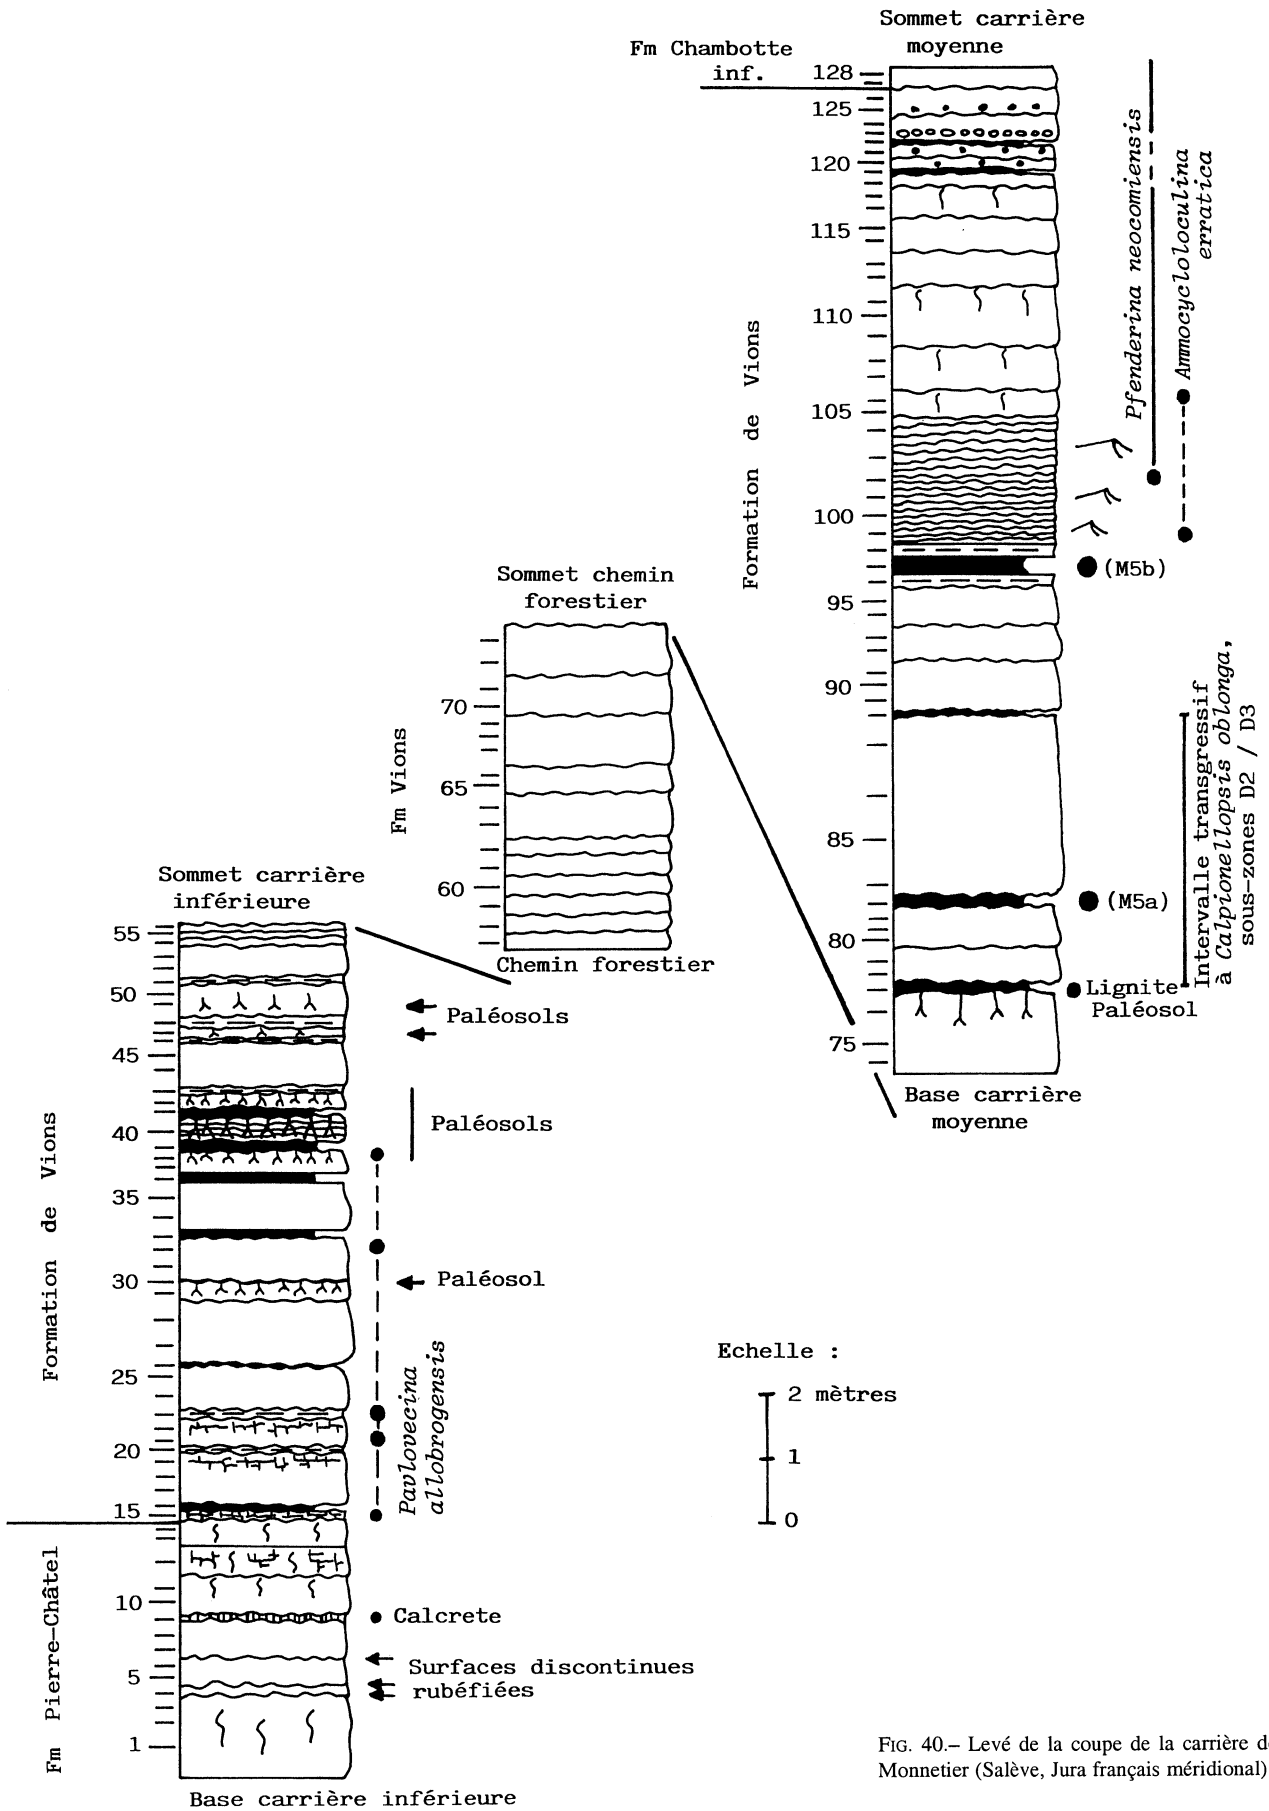 Sommet carrière
moyenne
Fm Chambotte
inf.
128
125
120
115
110
105
100
95
90
85
80
75
Formation de Vions
Pfenderina neocomiensis
Ammocycloloculina
erratica
(M5b)
Intervalle transgressif
à Calpionellopsis oblonga,
sous-zones D2 / D3
(M5a)
Lignite
Paléosol
Base carrière
moyenne
Sommet chemin
forestier
70
65
60
Fm Vions
Chemin forestier
Sommet carrière
inférieure
55
50
45
40
35
30
25
20
15
10
5
1
Formation de Vions
Fm Pierre-Châtel
Paléosols
Paléosols
Paléosol
Pavlovecina
allobrogensis
Calcrete
Surfaces discontinues
rubéfiées
Base carrière inférieure
Echelle :
2 mètres
1
0
FIG. 40.– Levé de la coupe de la carrière d
Monnetier (Salève, Jura français méridional)